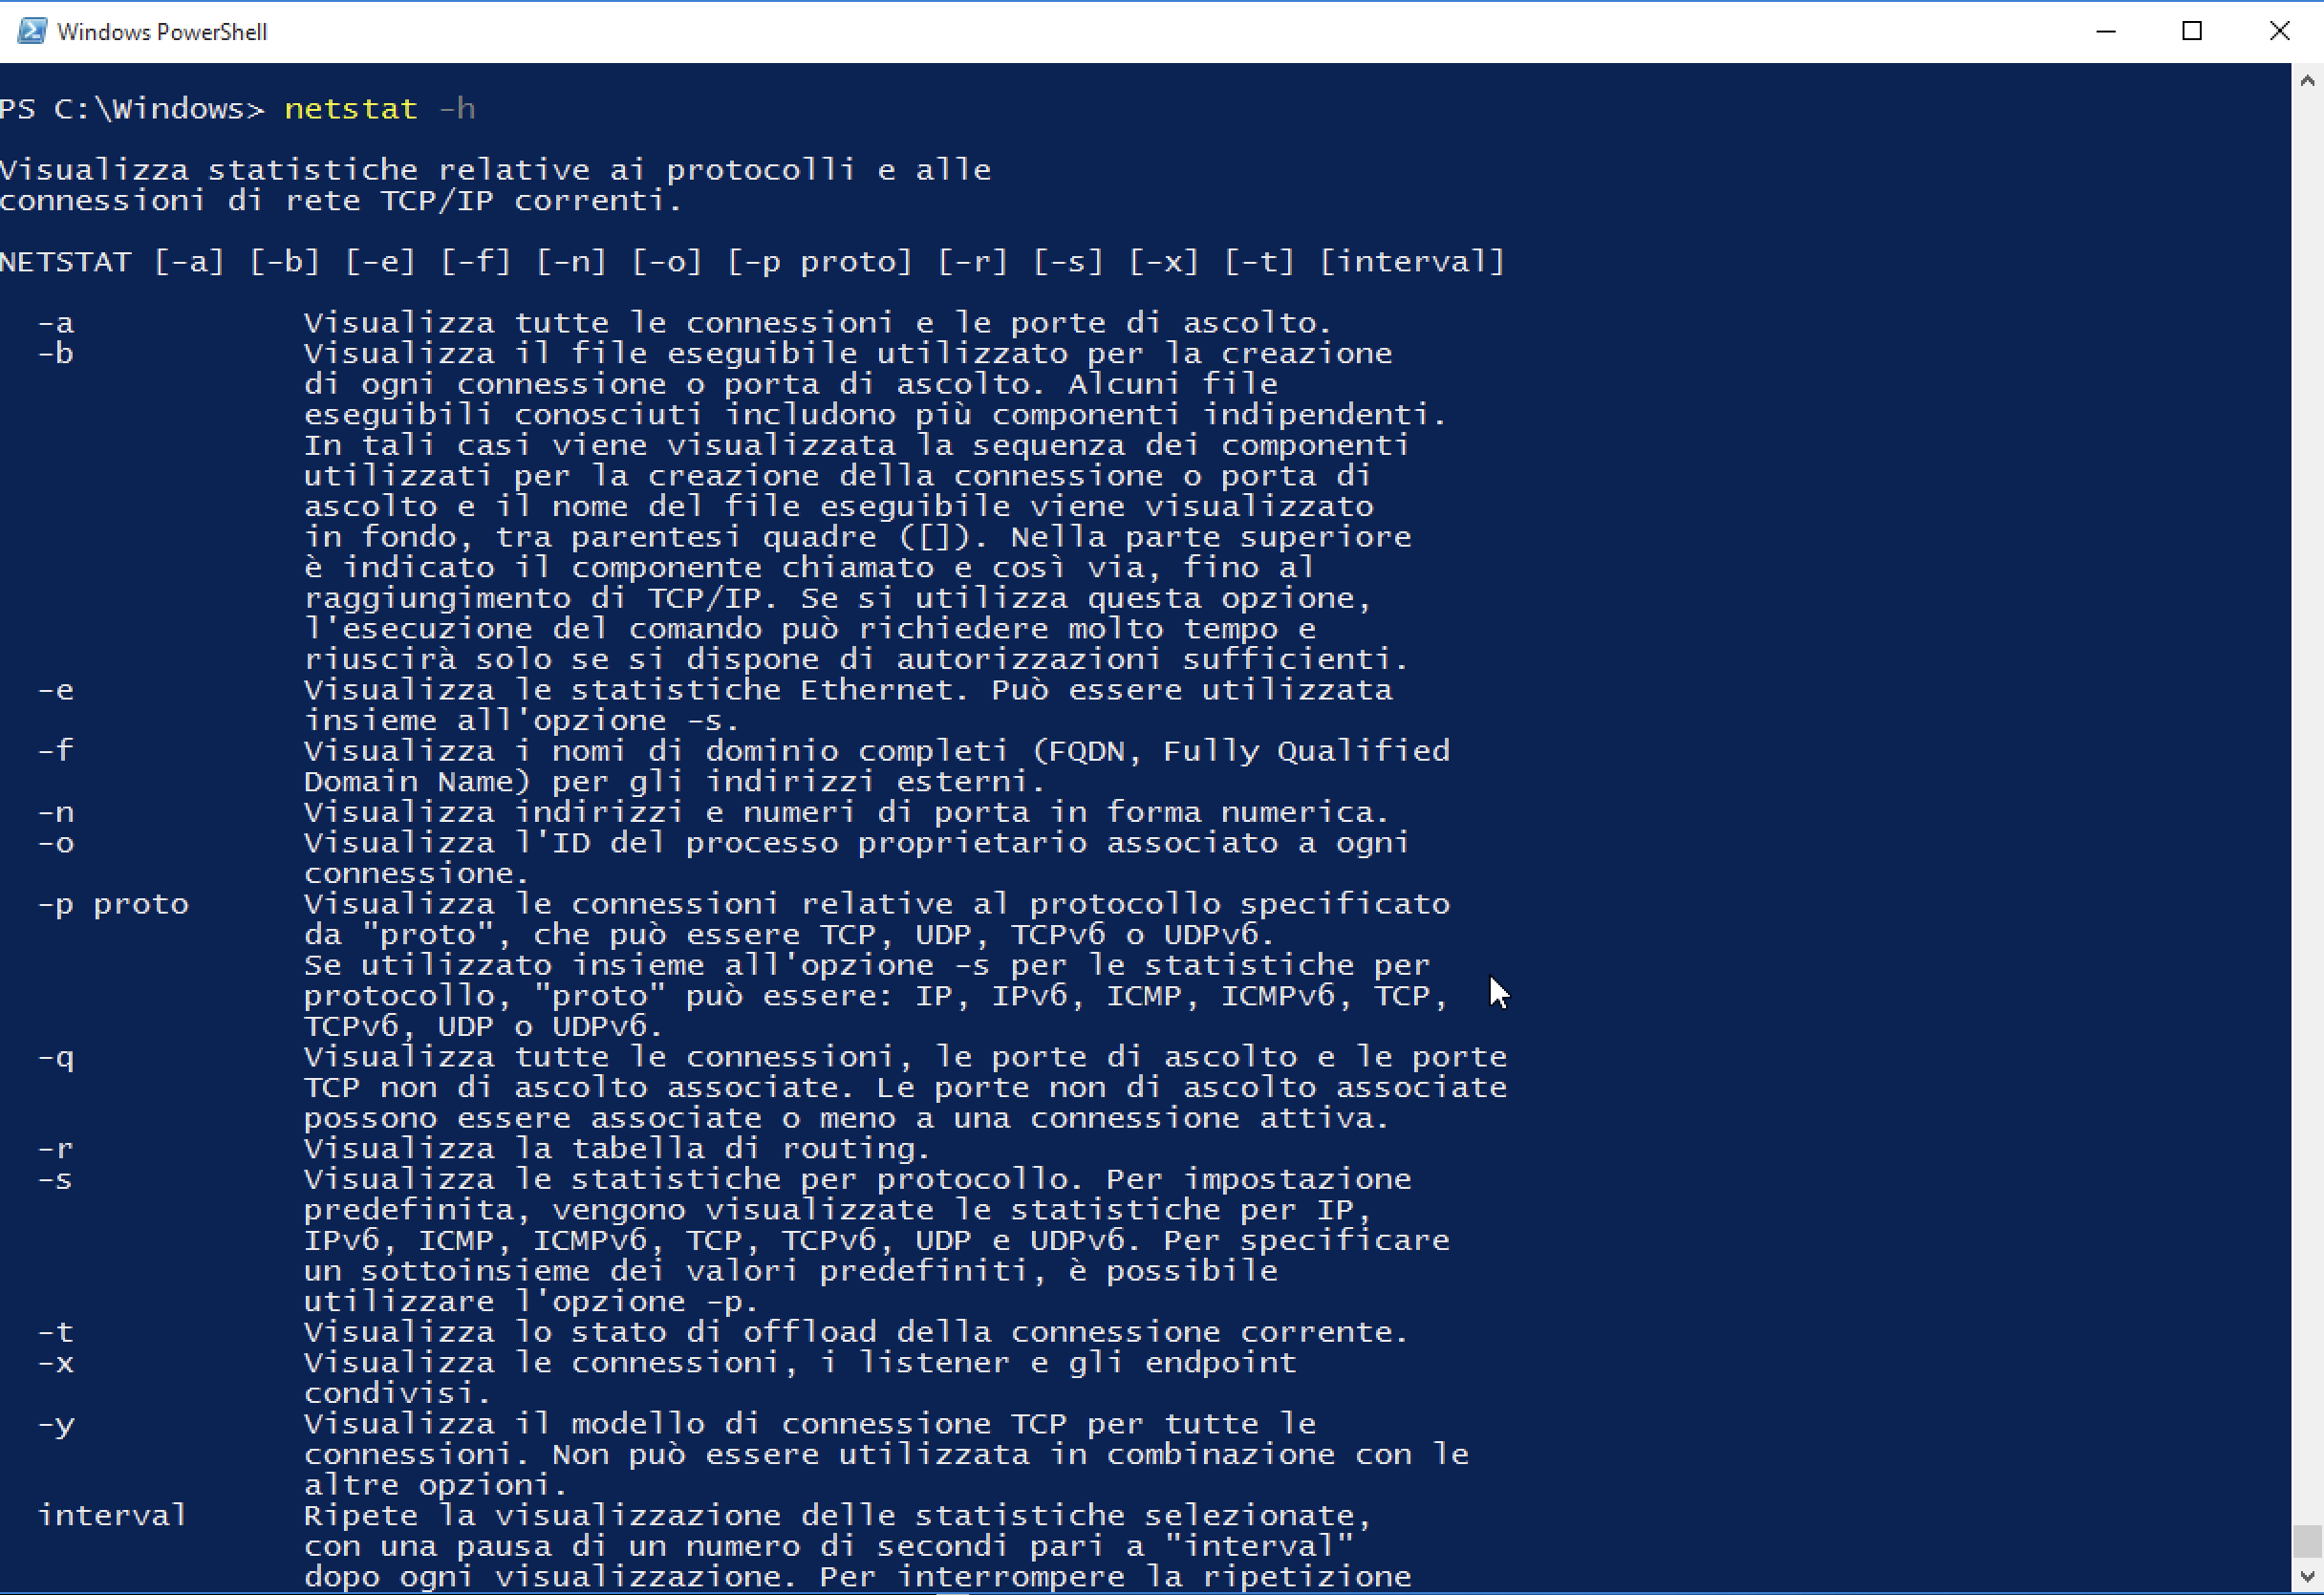 Windows PowerShell
PS C:\Windows> netstat -h
Visualizza statistiche relative ai protocolli e alle
connessioni di rete TCP/IP correnti.
NETSTAT [-a] [-b] [-e] [-f] [-n] [-o] [-p proto] [-r] [-s] [-x] [-t] [interval]
-a Visualizza tutte le connessioni e le porte di ascolto.
-b Visualizza il file eseguibile utilizzato per la creazione
di ogni connessione o porta di ascolto. Alcuni file
eseguibili conosciuti includono più componenti indipendenti.
In tali casi viene visualizzata la sequenza dei componenti
utilizzati per la creazione della connessione o porta di
ascolto e il nome del file eseguibile viene visualizzato
in fondo, tra parentesi quadre ([]). Nella parte superiore
è indicato il componente chiamato e così via, fino al
raggiungimento di TCP/IP. Se si utilizza questa opzione,
l'esecuzione del comando può richiedere molto tempo e
riuscirà solo se si dispone di autorizzazioni sufficienti.
-e Visualizza le statistiche Ethernet. Può essere utilizzata
insieme all'opzione -s.
-f Visualizza i nomi di dominio completi (FQDN, Fully Qualified
Domain Name) per gli indirizzi esterni.
-n Visualizza indirizzi e numeri di porta in forma numerica.
-o Visualizza l'ID del processo proprietario associato a ogni
connessione.
-p proto Visualizza le connessioni relative al protocollo specificato
da "proto", che può essere TCP, UDP, TCPv6 o UDPv6.
Se utilizzato insieme all'opzione -s per le statistiche per
protocollo, "proto" può essere: IP, IPv6, ICMP, ICMPv6, TCP,
TCPv6, UDP o UDPv6.
-q Visualizza tutte le connessioni, le porte di ascolto e le porte
TCP non di ascolto associate. Le porte non di ascolto associate
possono essere associate o meno a una connessione attiva.
-r Visualizza la tabella di routing.
-s Visualizza le statistiche per protocollo. Per impostazione
predefinita, vengono visualizzate le statistiche per IP,
IPv6, ICMP, ICMPv6, TCP, TCPv6, UDP e UDPv6. Per specificare
un sottoinsieme dei valori predefiniti, è possibile
utilizzare l'opzione -p.
-t Visualizza lo stato di offload della connessione corrente.
-x Visualizza le connessioni, i listener e gli endpoint
condivisi.
-y Visualizza il modello di connessione TCP per tutte le
connessioni. Non può essere utilizzata in combinazione con le
altre opzioni.
interval Ripete la visualizzazione delle statistiche selezionate,
con una pausa di un numero di secondi pari a "interval"
dopo ogni visualizzazione. Per interrompere la ripetizione